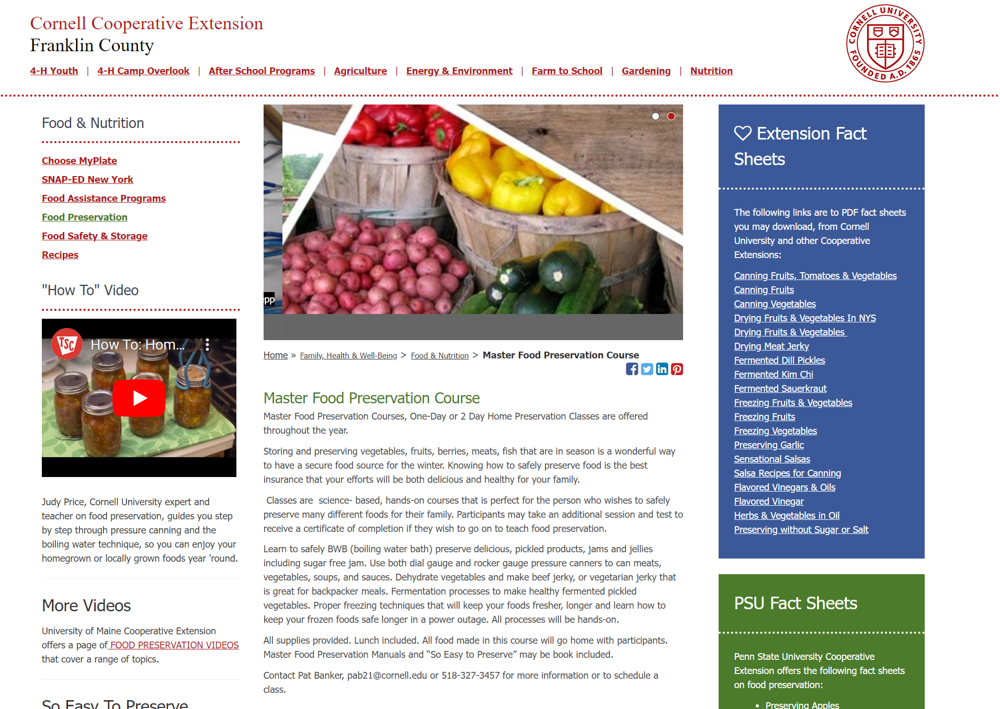 Cornell Cooperative Extension
Franklin County
4-H Youth | 4-H Camp Overlook | After School Programs | Agriculture | Energy & Environment | Farm to School | Gardening | Nutrition
CORNELL UNIVERSITY
FOUNDED A.D. 1865
Food & Nutrition
Choose MyPlate
SNAP-ED New York
Food Assistance Programs
Food Preservation
Food Safety & Storage
Recipes
"How To" Video
TSC
How To: Hom...
Judy Price, Cornell University expert and
teacher on food preservation, guides you step
by step through pressure canning and the
boiling water technique, so you can enjoy your
homegrown or locally grown foods year 'round.
More Videos
University of Maine Cooperative Extension
offers a page of FOOD PRESERVATION VIDEOS
that cover a range of topics.
So Easy To Preserve
epp
Home » Family, Health & Well-Being > Food & Nutrition > Master Food Preservation Course
Master Food Preservation Course
Master Food Preservation Courses, One-Day or 2 Day Home Preservation Classes are offered
throughout the year.
Storing and preserving vegetables, fruits, berries, meats, fish that are in season is a wonderful way
to have a secure food source for the winter. Knowing how to safely preserve food is the best
insurance that your efforts will be both delicious and healthy for your family.
Classes are  science- based, hands-on courses that is perfect for the person who wishes to safely
preserve many different foods for their family. Participants may take an additional session and test to
receive a certificate of completion if they wish to go on to teach food preservation.
Learn to safely BWB (boiling water bath) preserve delicious, pickled products, jams and jellies
including sugar free jam. Use both dial gauge and rocker gauge pressure canners to can meats,
vegetables, soups, and sauces. Dehydrate vegetables and make beef jerky, or vegetarian jerky that
is great for backpacker meals. Fermentation processes to make healthy fermented pickled
vegetables. Proper freezing techniques that will keep your foods fresher, longer and learn how to
keep your frozen foods safe longer in a power outage. All processes will be hands-on.
All supplies provided. Lunch included. All food made in this course will go home with participants.
Master Food Preservation Manuals and “So Easy to Preserve” may be book included.
Contact Pat Banker, pab21@cornell.edu or 518-327-3457 for more information or to schedule a
class.
Extension Fact
Sheets
The following links are to PDF fact sheets
you may download, from Cornell
University and other Cooperative
Extensions:
Canning Fruits, Tomatoes & Vegetables
Canning Fruits
Canning Vegetables
Drying Fruits & Vegetables In NYS
Drying Fruits & Vegetables
Drying Meat Jerky
Fermented Dill Pickles
Fermented Kim Chi
Fermented Sauerkraut
Freezing Fruits & Vegetables
Freezing Fruits
Freezing Vegetables
Preserving Garlic
Sensational Salsas
Salsa Recipes for Canning
Flavored Vinegars & Oils
Flavored Vinegar
Herbs & Vegetables in Oil
Preserving without Sugar or Salt
PSU Fact Sheets
Penn State University Cooperative
Extension offers the following fact sheets
on food preservation:
• Preserving Apples